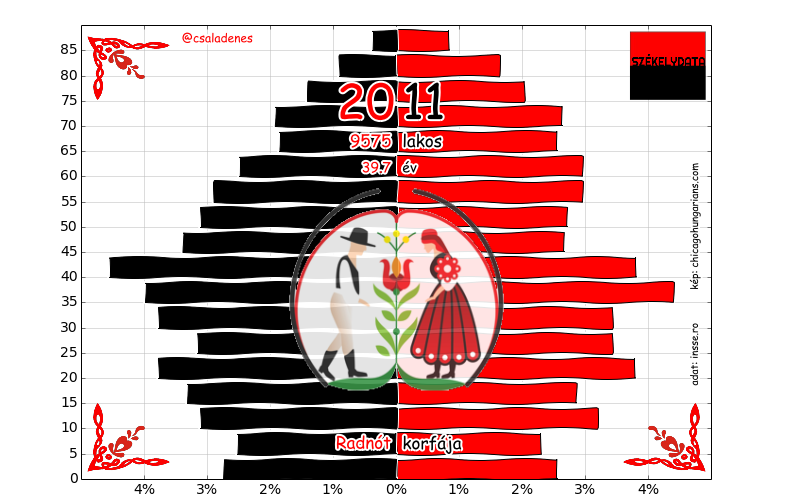 @csaladenes
SZÉKELYDATA
2011
9575 lakos
39.7 év
kép: chicagohungarians.com
adat: insse.ro
Radnót korfája
85
80
75
70
65
60
55
50
45
40
35
30
25
20
15
10
5
0
4% 3% 2% 1% 0% 1% 2% 3% 4%